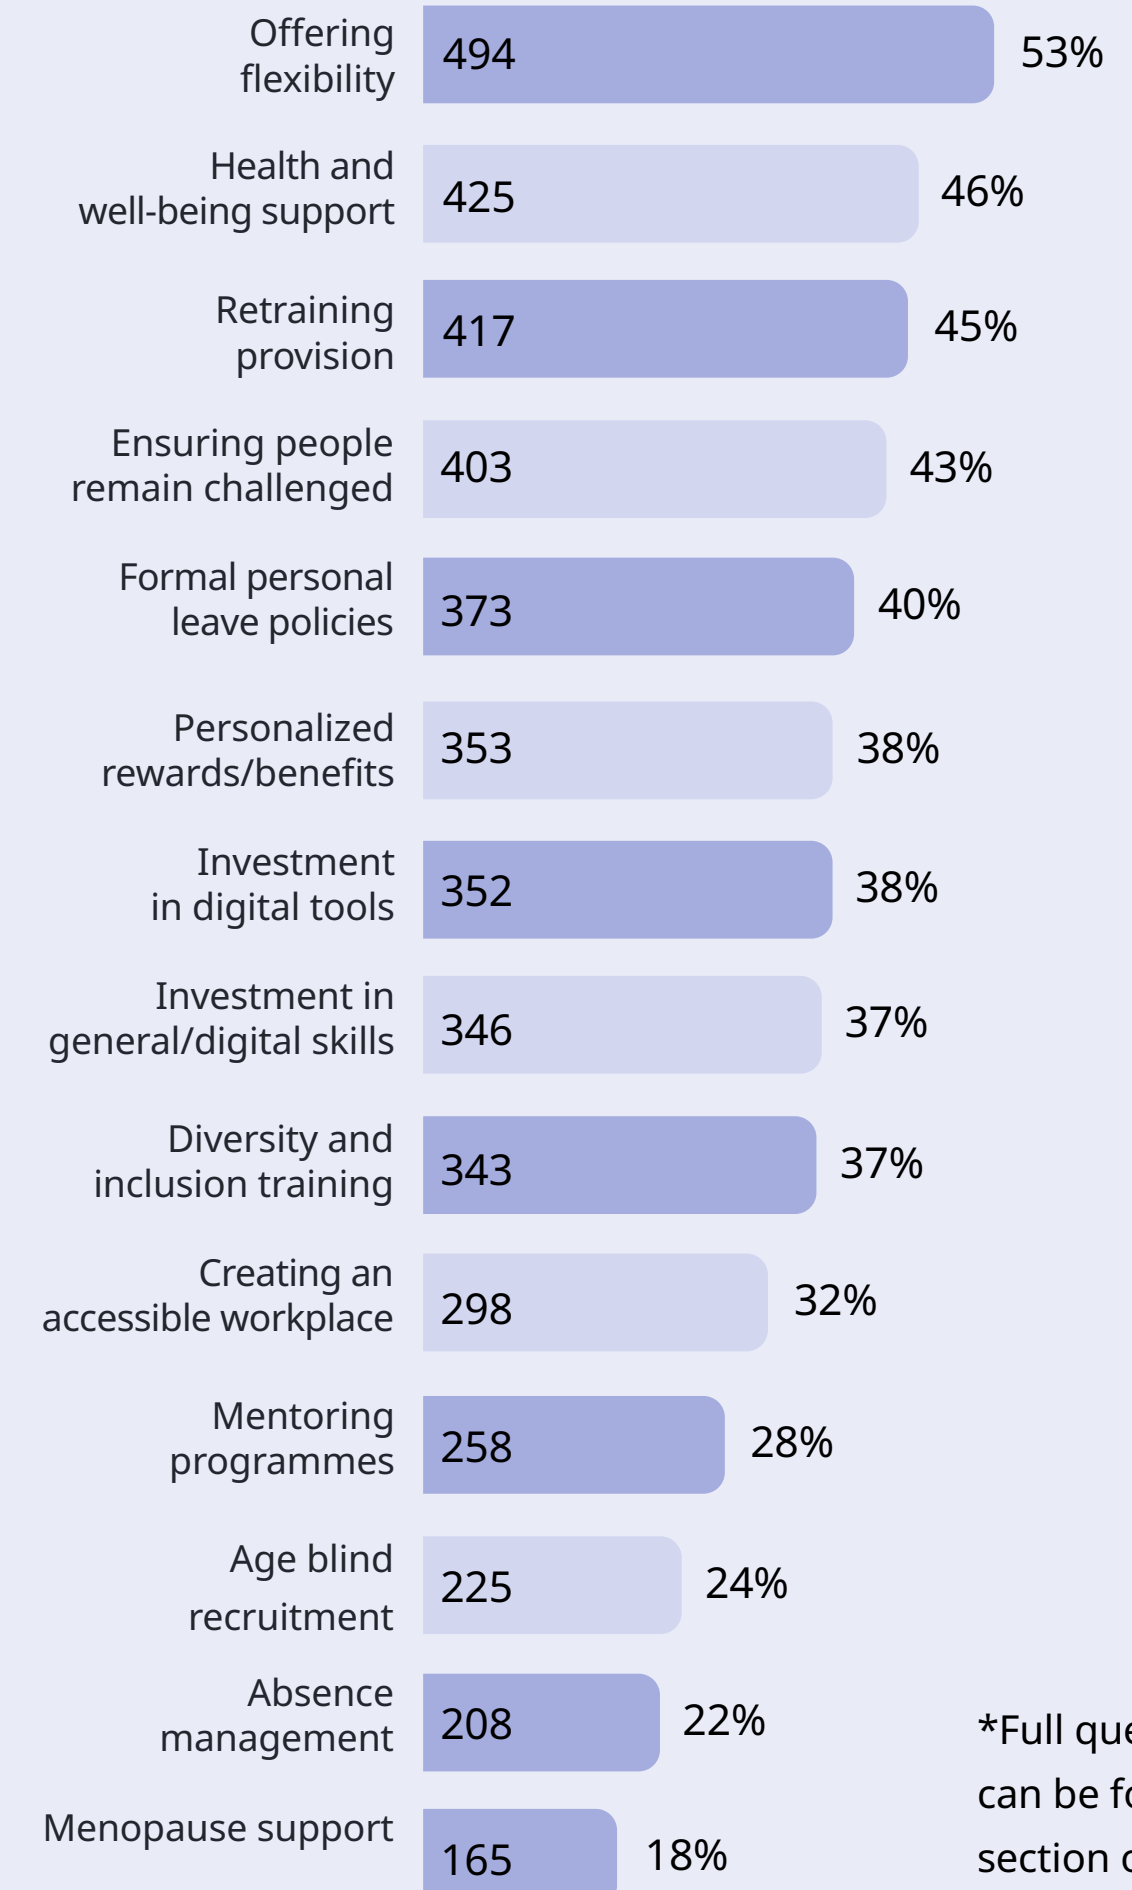 Offering
flexibility
494
53%
Health and
well-being support
425
46%
Retraining
provision
417
45%
Ensuring people
remain challenged
403
43%
Formal personal
leave policies
373
40%
Personalized
rewards/benefits
353
38%
Investment
in digital tools
352
38%
Investment in
general/digital skills
346
37%
Diversity and
inclusion training
343
37%
Creating an
accessible workplace
298
32%
Mentoring
programmes
258
28%
Age blind
recruitment
225
24%
Absence
management
208
22%
Menopause support
165
18%
*Full
can be
section